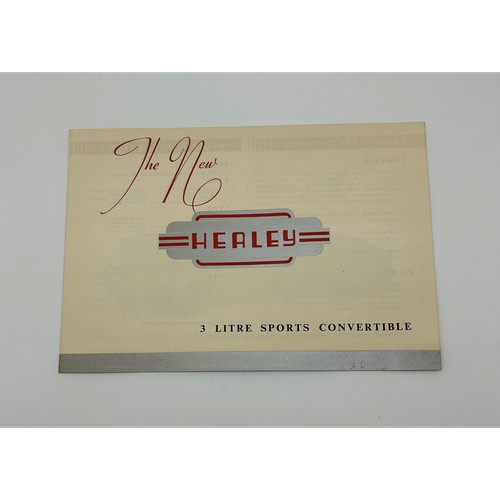 The New
HEALEY
3 LITRE SPORTS CONVERTIBLE